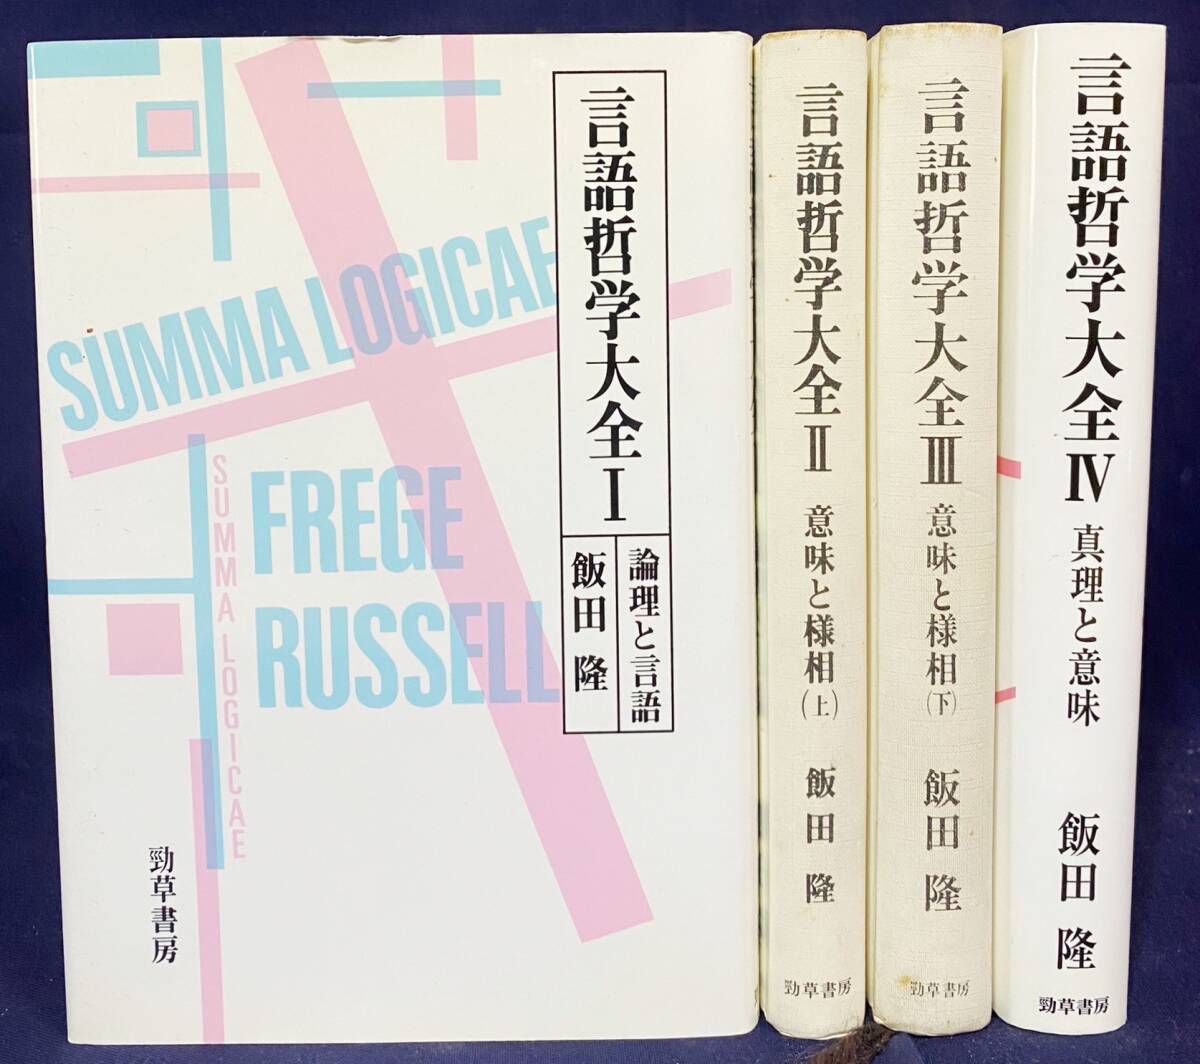 言語哲学大全Ⅰ
論理と言語
飯田 隆
SUMMA LOGICAE
SUMMA LOGICAE
FREGE
RUSSELL
勁草書房
言語哲学大全Ⅱ
意味と様相(上)
飯田 隆
勁草書房
言語哲学大全Ⅲ
意味と様相(下)
飯田 隆
勁草書房
言語哲学大全Ⅳ
真理と意味
飯田 隆
勁草書房